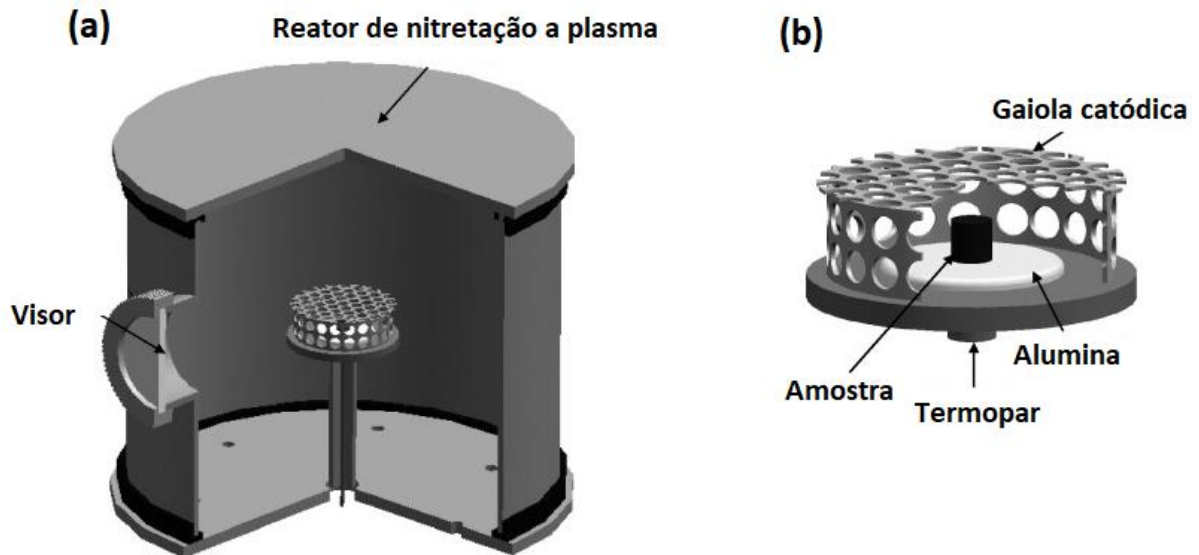 (a)
Reator de nitretação a plasma
Visor
(b)
Gaiola catódica
Alumina
Amostra
Termopar